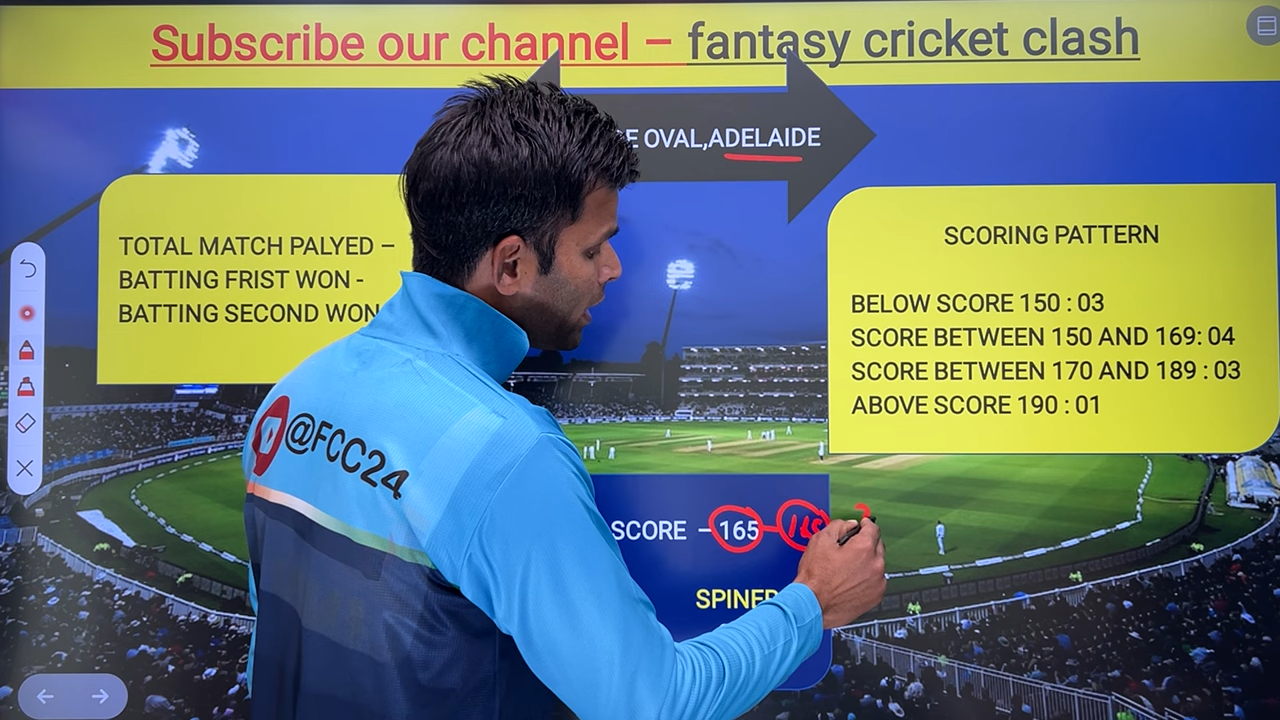 Subscribe our channel – fantasy cricket clash
E OVAL,ADELAIDE
TOTAL MATCH PALYED –
BATTING FRIST WON -
BATTING SECOND WON
SCORING PATTERN
BELOW SCORE 150 : 03
SCORE BETWEEN 150 AND 169: 04
SCORE BETWEEN 170 AND 189 : 03
ABOVE SCORE 190 : 01
@FCC24
SCORE – 165
SPINER